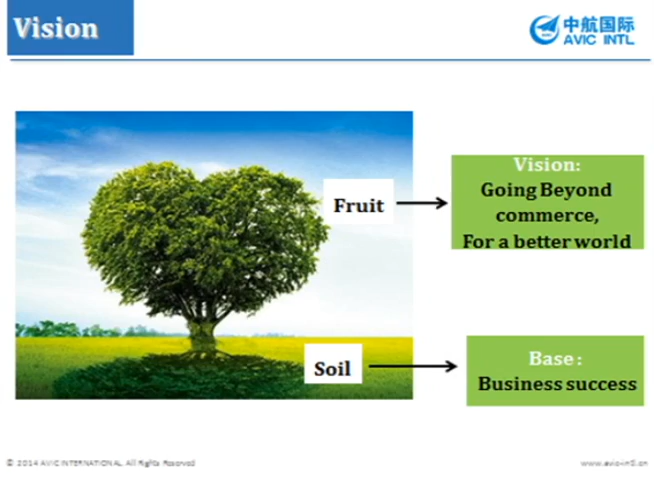 Vision
中航国际
AVIC INTL
Fruit
Vision:
Going Beyond
commerce,
For a better world
Soil
Base :
Business success
© 2014 AVIC INTERNATIONAL. All Rights Reserved
www.avic-intl.cn